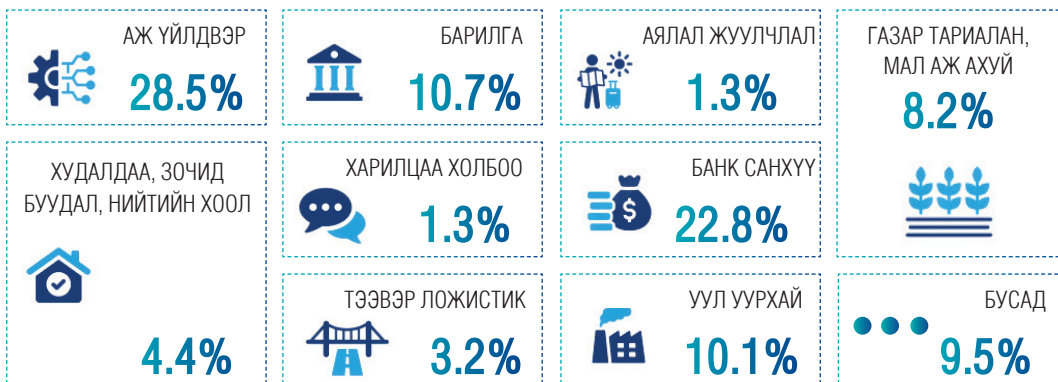 АЖ ҮЙЛДВЭР
28.5%
БАРИЛГА
10.7%
АЯЛАЛ ЖУУЛЧЛАЛ
1.3%
ГАЗАР ТАРИАЛАН,
МАЛ АЖ АХУЙ
8.2%
ХУДАЛДАА, ЗОЧИД
БУУДАЛ, НИЙТИЙН ХООЛ
4.4%
ХАРИЛЦАА ХОЛБОО
1.3%
БАНК САНХҮҮ
$
22.8%
ТЭЭВЭР ЛОЖИСТИК
3.2%
УУЛ УУРХАЙ
10.1%
БУСАД
9.5%